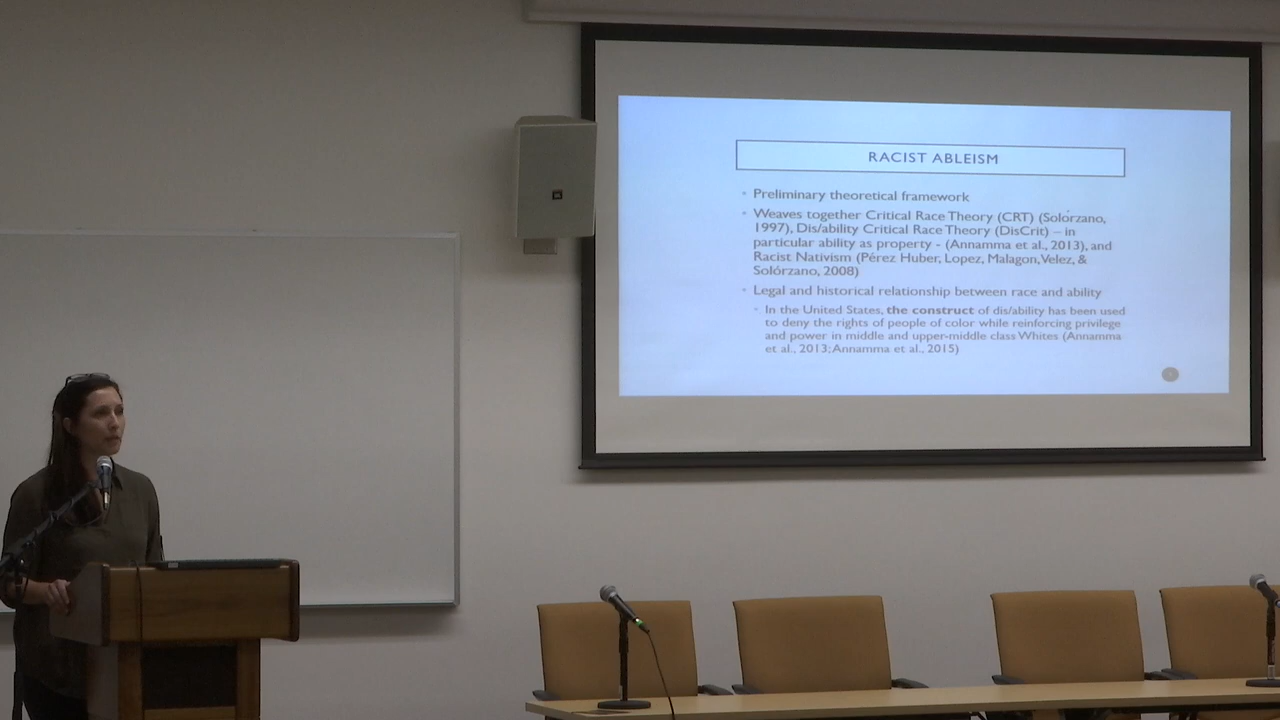 RACIST ABLEISM
Preliminary theoretical framework
Weaves together Critical Race Theory (CRT) (Solórzano,
1997), Dis/ability Critical Race Theory (DisCrit) – in
particular ability as property - (Annamma et al., 2013), and
Racist Nativism (Pérez Huber, Lopez, Malagon, Velez, &
Solórzano, 2008)
Legal and historical relationship between race and ability
In the United States, the construct of dis/ability has been used
to deny the rights of people of color while reinforcing privilege
and power in middle and upper-middle class Whites (Annamma
et al., 2013; Annamma et al., 2015)